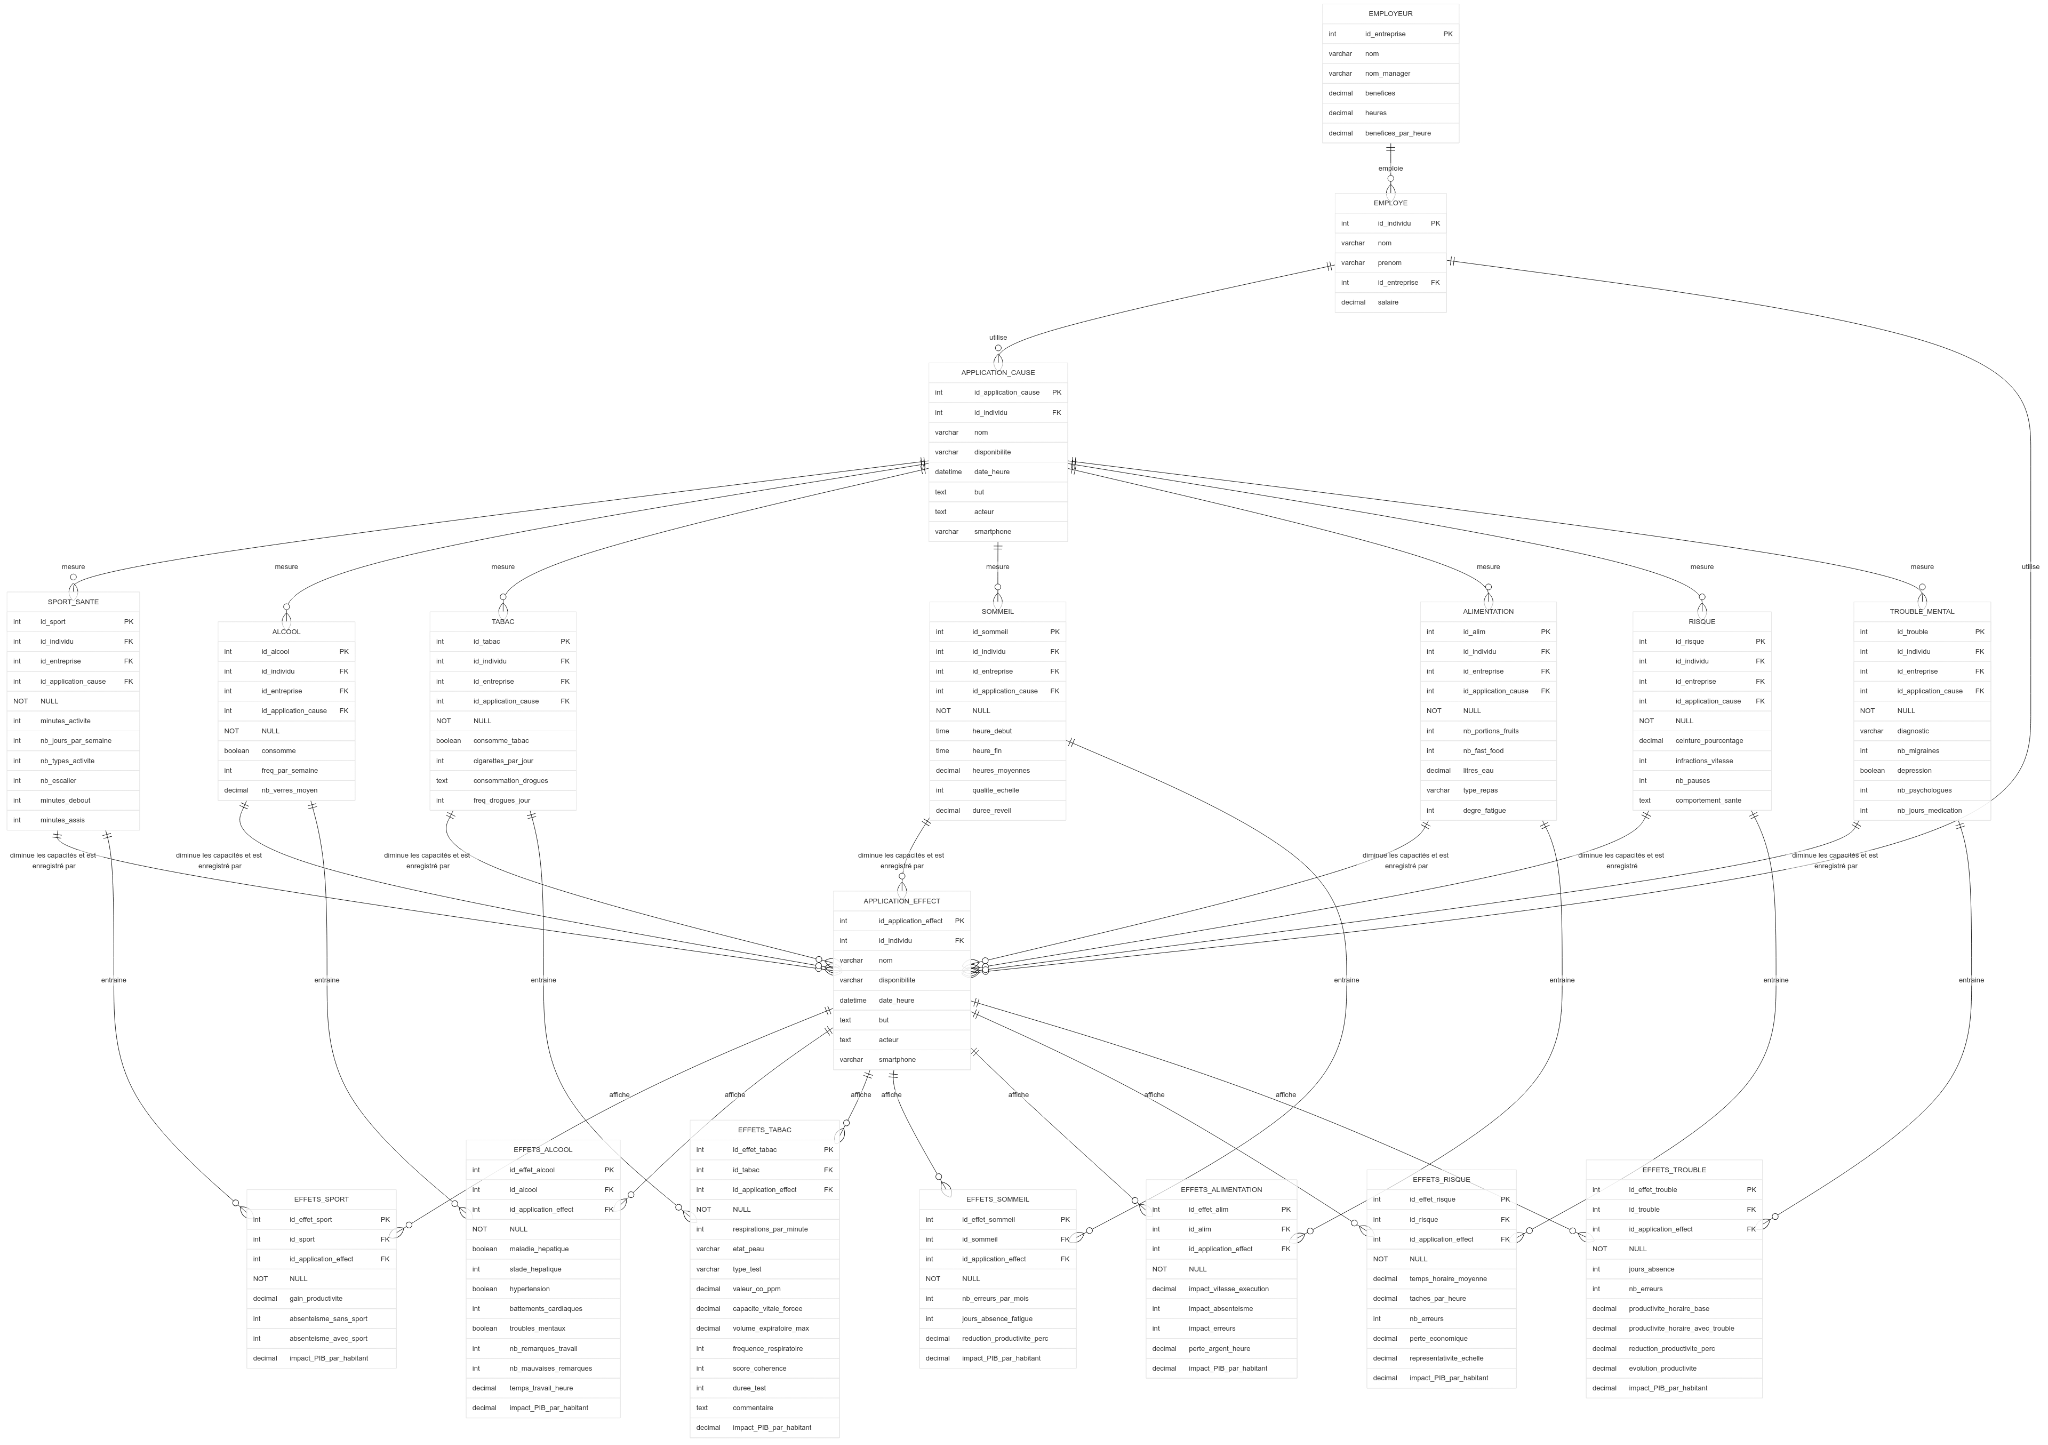 EMPLOYEUR
int id_entreprise PK
varchar nom
varchar nom_manager
decimal benefices
decimal heures
decimal benefices_par_heure
emploie
EMPLOYE
int id_individu PK
varchar nom
varchar prenom
int id_entreprise FK
decimal salaire
utilise
APPLICATION_CAUSE
int id_application_cause PK
int id_individu FK
varchar nom
varchar disponibilite
datetime date_heure
text but
text acteur
varchar smartphone
mesure mesure mesure mesure mesure mesure mesure
utilise
SPORT_SANTE
int id_sport PK
int id_individu FK
int id_entreprise FK
int id_application_cause FK
NOT NULL
int minutes_activite
int nb_jours_par_semaine
int nb_types_activite
int nb_escalier
int minutes_debout
int minutes_assis
ALCOOL
int id_alcool PK
int id_individu FK
int id_entreprise FK
int id_application_cause FK
NOT NULL
boolean consomme
int freq_par_semaine
decimal nb_verres_moyen
TABAC
int id_tabac PK
int id_individu FK
int id_entreprise FK
int id_application_cause FK
NOT NULL
boolean consomme_tabac
int cigarettes_par_jour
text consommation_drogues
int freq_drogues_jour
SOMMEIL
int id_sommeil PK
int id_individu FK
int id_entreprise FK
int id_application_cause FK
NOT NULL
time heure_debut
time heure_fin
decimal heures_moyennes
int qualite_echelle
decimal duree_reveil
ALIMENTATION
int id_alim PK
int id_individu FK
int id_entreprise FK
int id_application_cause FK
NOT NULL
int nb_portions_fruits
int nb_fast_food
decimal litres_eau
varchar type_repas
int degre_fatigue
RISQUE
int id_risque PK
int id_individu FK
int id_entreprise FK
int id_application_cause FK
NOT NULL
decimal ceinture_pourcentage
int infractions_vitesse
int nb_pauses
text comportement_sante
TROUBLE_MENTAL
int id_trouble PK
int id_individu FK
int id_entreprise FK
int id_application_cause FK
NOT NULL
varchar diagnostic
int nb_migraines
boolean depression
int nb_psychologues
int nb_jours_medication
diminue les capacités et est
enregistré par
diminue les capacités et est
enregistré par
diminue les capacités et est
enregistré par
diminue les capacités et est
enregistré par
diminue les capacités et est
enregistré par
diminue les capacités et est
enregistré
diminue les capacités et est
enregistré par
APPLICATION_EFFECT
int id_application_effect PK
int id_individu FK
varchar nom
varchar disponibilite
datetime date_heure
text but
text acteur
varchar smartphone
entraine entraine entraine entraine entraine entraine entraine
affiche affiche affiche affiche affiche affiche affiche
EFFETS_SPORT
int id_effet_sport PK
int id_sport FK
int id_application_effect FK
NOT NULL
decimal gain_productivite
int absenteisme_sans_sport
int absenteisme_avec_sport
decimal impact_PIB_par_habitant
EFFETS_ALCOOL
int id_effet_alcool PK
int id_alcool FK
int id_application_effect FK
NOT NULL
boolean maladie_hepatique
int stade_hepatique
boolean hypertension
int battements_cardiaques
boolean troubles_mentaux
int nb_remarques_travail
int nb_mauvaises_remarques
decimal temps_travail_heure
decimal impact_PIB_par_habitant
EFFETS_TABAC
int id_effet_tabac PK
int id_tabac FK
int id_application_effect FK
NOT NULL
int respirations_par_minute
varchar etat_peau
varchar type_test
decimal valeur_co_ppm
decimal capacite_vitale_forcee
decimal volume_expiratoire_max
int frequence_respiratoire
int score_coherence
int duree_test
text commentaire
decimal impact_PIB_par_habitant
EFFETS_SOMMEIL
int id_effet_sommeil PK
int id_sommeil FK
int id_application_effect FK
NOT NULL
int nb_erreurs_par_mois
int jours_absence_fatigue
decimal reduction_productivite_perc
decimal impact_PIB_par_habitant
EFFETS_ALIMENTATION
int id_effet_alim PK
int id_alim FK
int id_application_effect FK
NOT NULL
decimal impact_vitesse_execution
int impact_absenteisme
int impact_erreurs
decimal perte_argent_heure
decimal impact_PIB_par_habitant
EFFETS_RISQUE
int id_effet_risque PK
int id_risque FK
int id_application_effect FK
NOT NULL
decimal temps_horaire_moyenne
decimal taches_par_heure
int nb_erreurs
decimal perte_economique
decimal representativite_echelle
decimal impact_PIB_par_habitant
EFFETS_TROUBLE
int id_effet_trouble PK
int id_trouble FK
int id_application_effect FK
NOT NULL
int jours_absence
int nb_erreurs
decimal productivite_horaire_base
decimal productivite_horaire_avec_trouble
decimal reduction_productivite_perc
decimal evolution_productivite
decimal impact_PIB_par_habitant